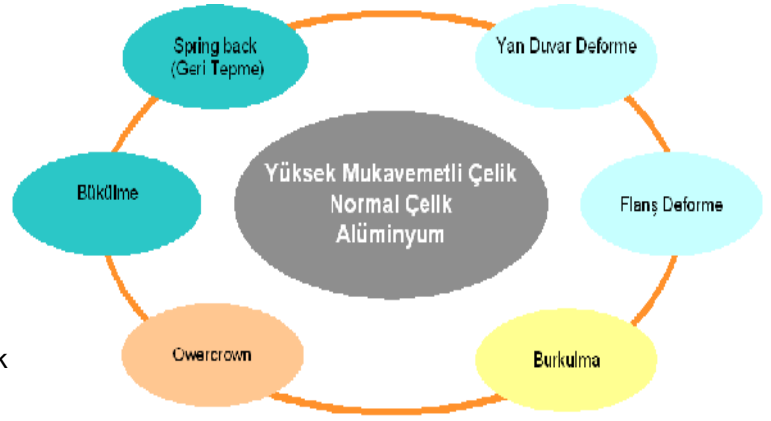 Spring back
(Geri Tepme)
Yan Duvar Deforme
Yüksek Mukavemetli Çelik
Normal Çelik
Alüminyum
Bükülme
Flanş Deforme
k
Owercrown
Burkulma